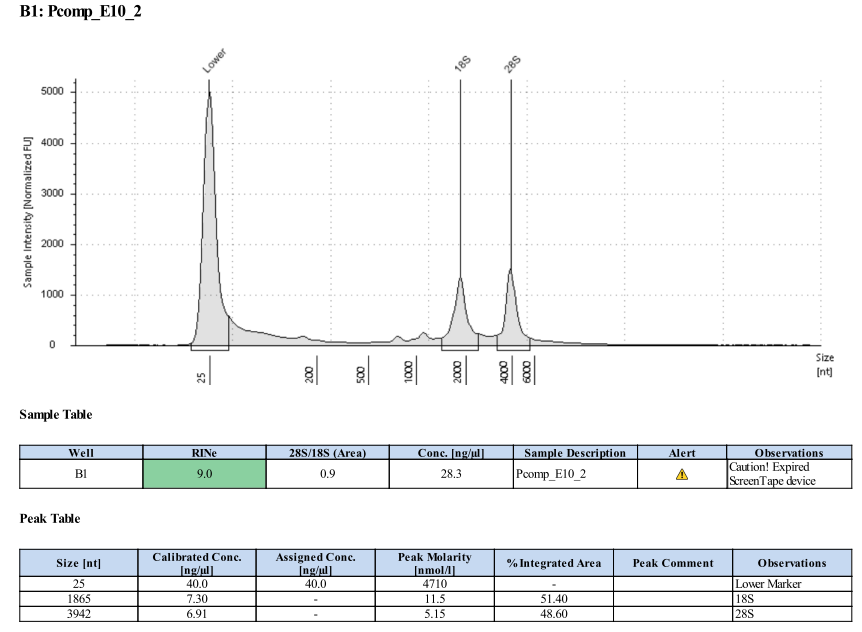 B1: Pcomp_E10_2
Lower
18S
28S
Sample Intensity [Normalized FU]
5000
4000
3000
2000
1000
0
25
200
500
1000
2000
4000
6000
Size
[nt]
Sample Table
Well RINe 28S/18S (Area) Conc. [ng/µl] Sample Description Alert Observations
B1 9.0 0.9 28.3 Pcomp_E10_2 Caution! Expired
ScreenTape device
Peak Table
Size [nt] Calibrated Conc. [ng/µl] Assigned Conc. [ng/µl] Peak Molarity [nmol/l] % Integrated Area Peak Comment Observations
25 40.0 40.0 4710 - Lower Marker
1865 7.30 - 11.5 51.40 18S
3942 6.91 - 5.15 48.60 28S